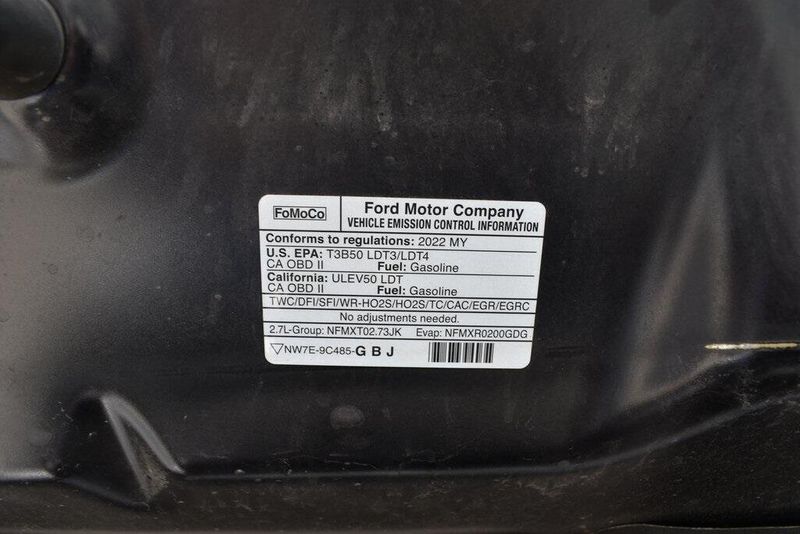 FoMoCo
Ford Motor Company
VEHICLE EMISSION CONTROL INFORMATION
Conforms to regulations: 2022 MY
U.S. EPA: T3B50 LDT3/LDT4
CA OBD II Fuel: Gasoline
California: ULEV50 LDT
CA OBD II Fuel: Gasoline
TWC/DFI/SFI/WR-HO2S/HO2S/TC/CAC/EGR/EGRC
No adjustments needed.
2.7L-Group: NFMXT02.73JK Evap: NFMXR0200GDG
▽NW7E-9C485-G B J